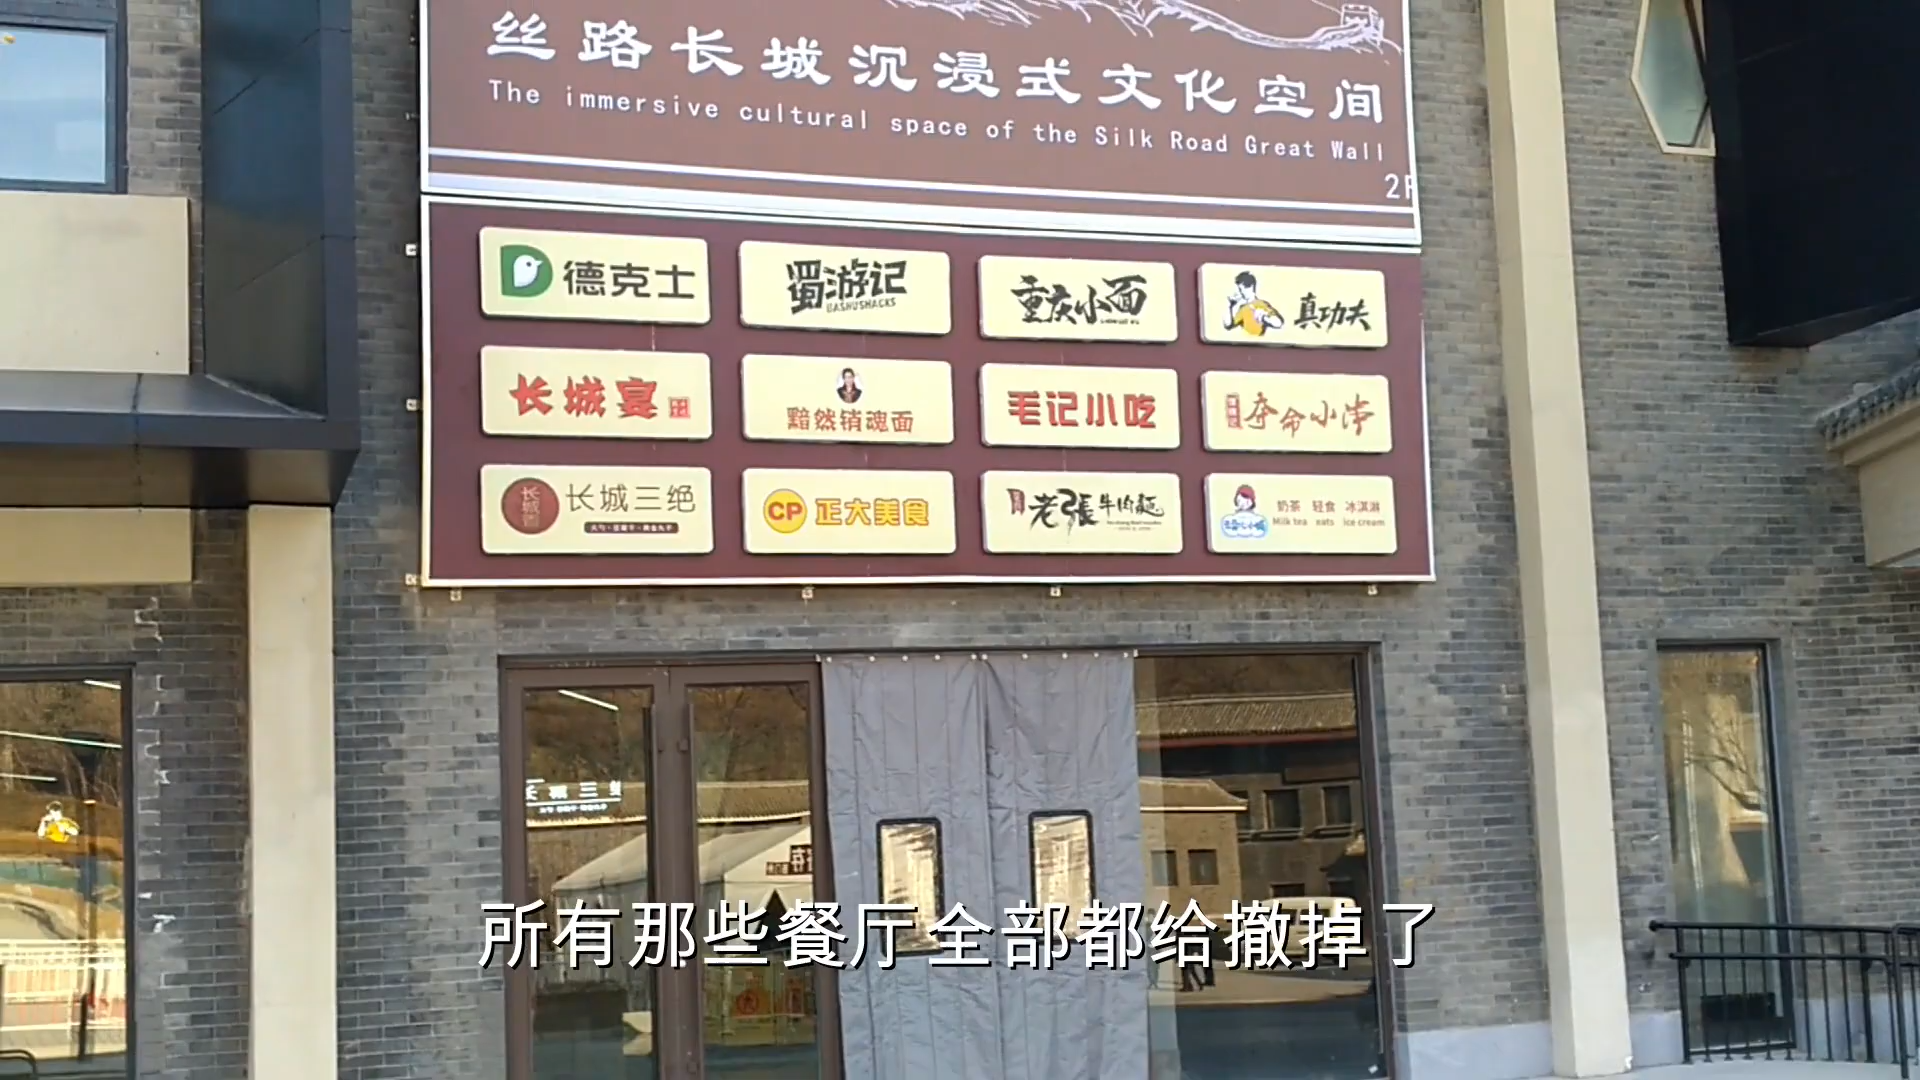 丝路长城沉浸式文化空间
The immersive cultural space of the Silk Road Great Wall
德克士
蜀游记
BASHUSHACKS
重庆小面
真功夫
长城宴
黯然销魂面
毛记小吃
夺命小串
长城三绝
CP 正大美食
老張牛肉麺
奶茶 轻食 冰淇淋
Milk tea eats ice cream
所有那些餐厅全部都给撤掉了